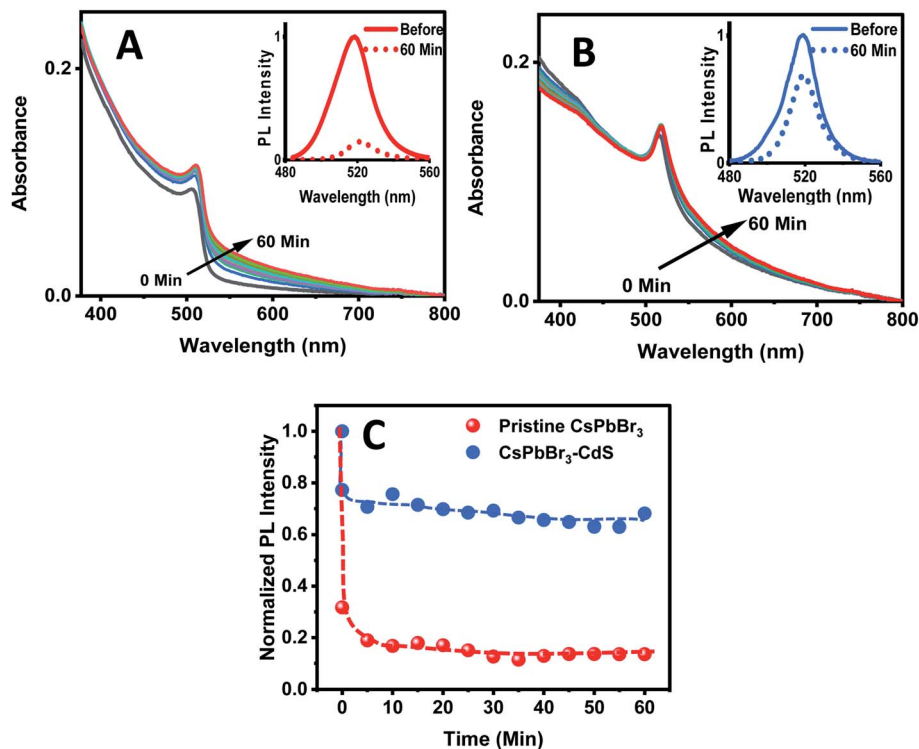 A
Before
60 Min
1
PL Intensity
0
480 520 560
Wavelength (nm)
0.2
0.0
Absorbance
60 Min
0 Min
400 500 600 700 800
Wavelength (nm)
B
Before
60 Min
1
PL Intensity
0
480 520 560
Wavelength (nm)
0.2
0.0
Absorbance
60 Min
0 Min
400 500 600 700 800
Wavelength (nm)
C
Pristine CsPbBr₃
CsPbBr₃-CdS
Normalized PL Intensity
1.0
0.8
0.6
0.4
0.2
0.0
0 10 20 30 40 50 60
Time (Min)